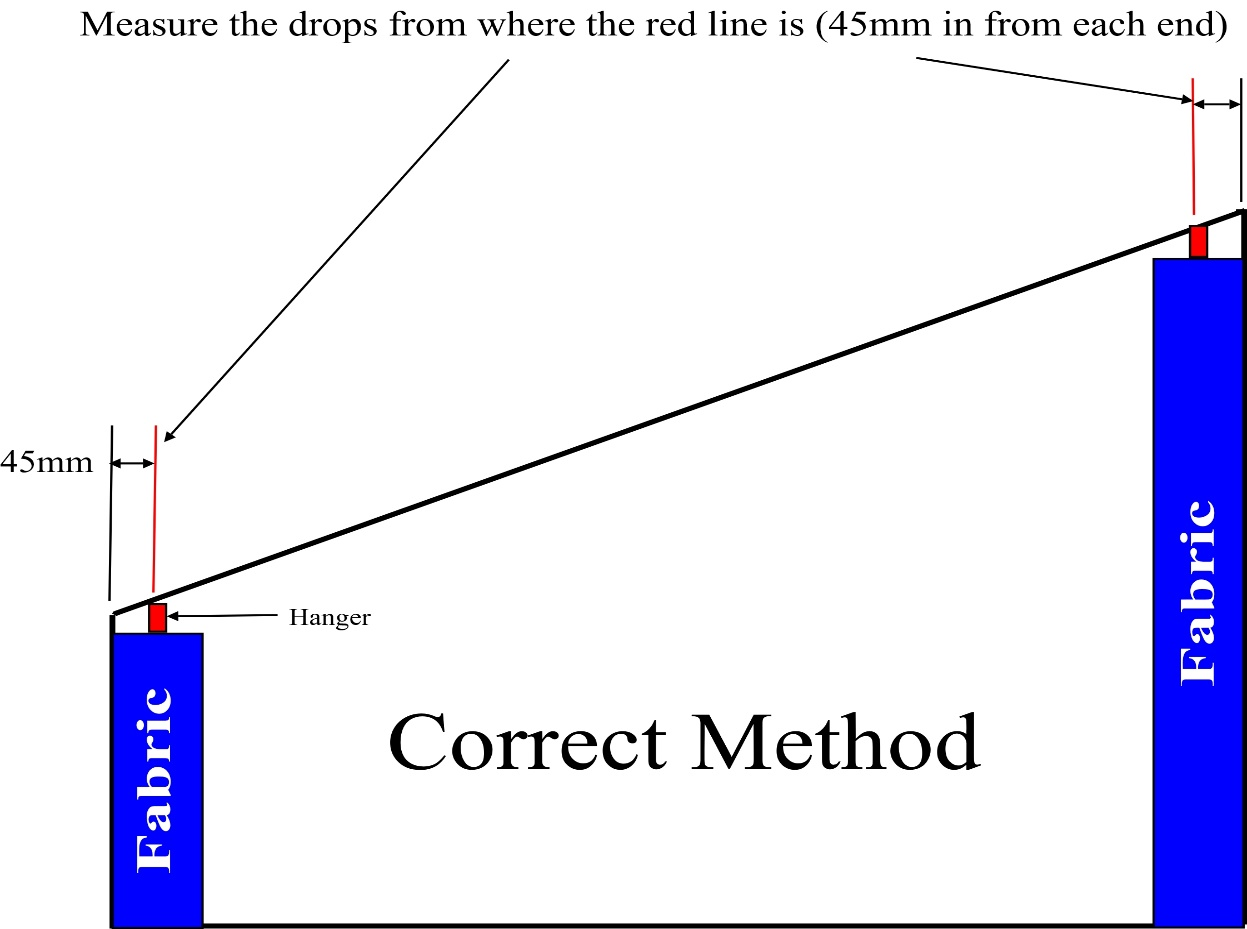 Measure the drops from where the red line is (45mm in from each end)
45mm
Hanger
Fabric
Fabric
Correct Method